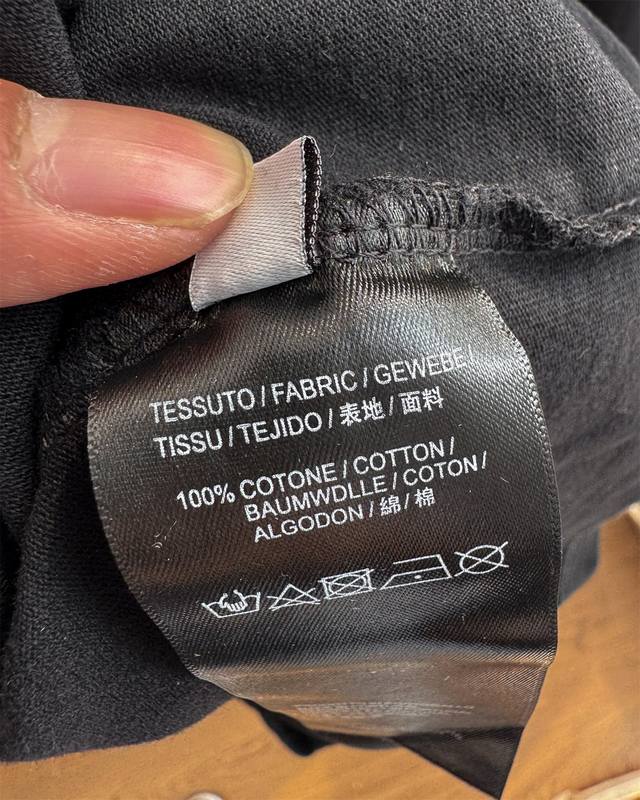 TESSUTO / FABRIC / GEWEBE /
TISSU / TEJIDO / 表地 / 面料
100% COTONE / COTTON /
BAUMWDLLE / COTON /
ALGODON / 綿 / 棉